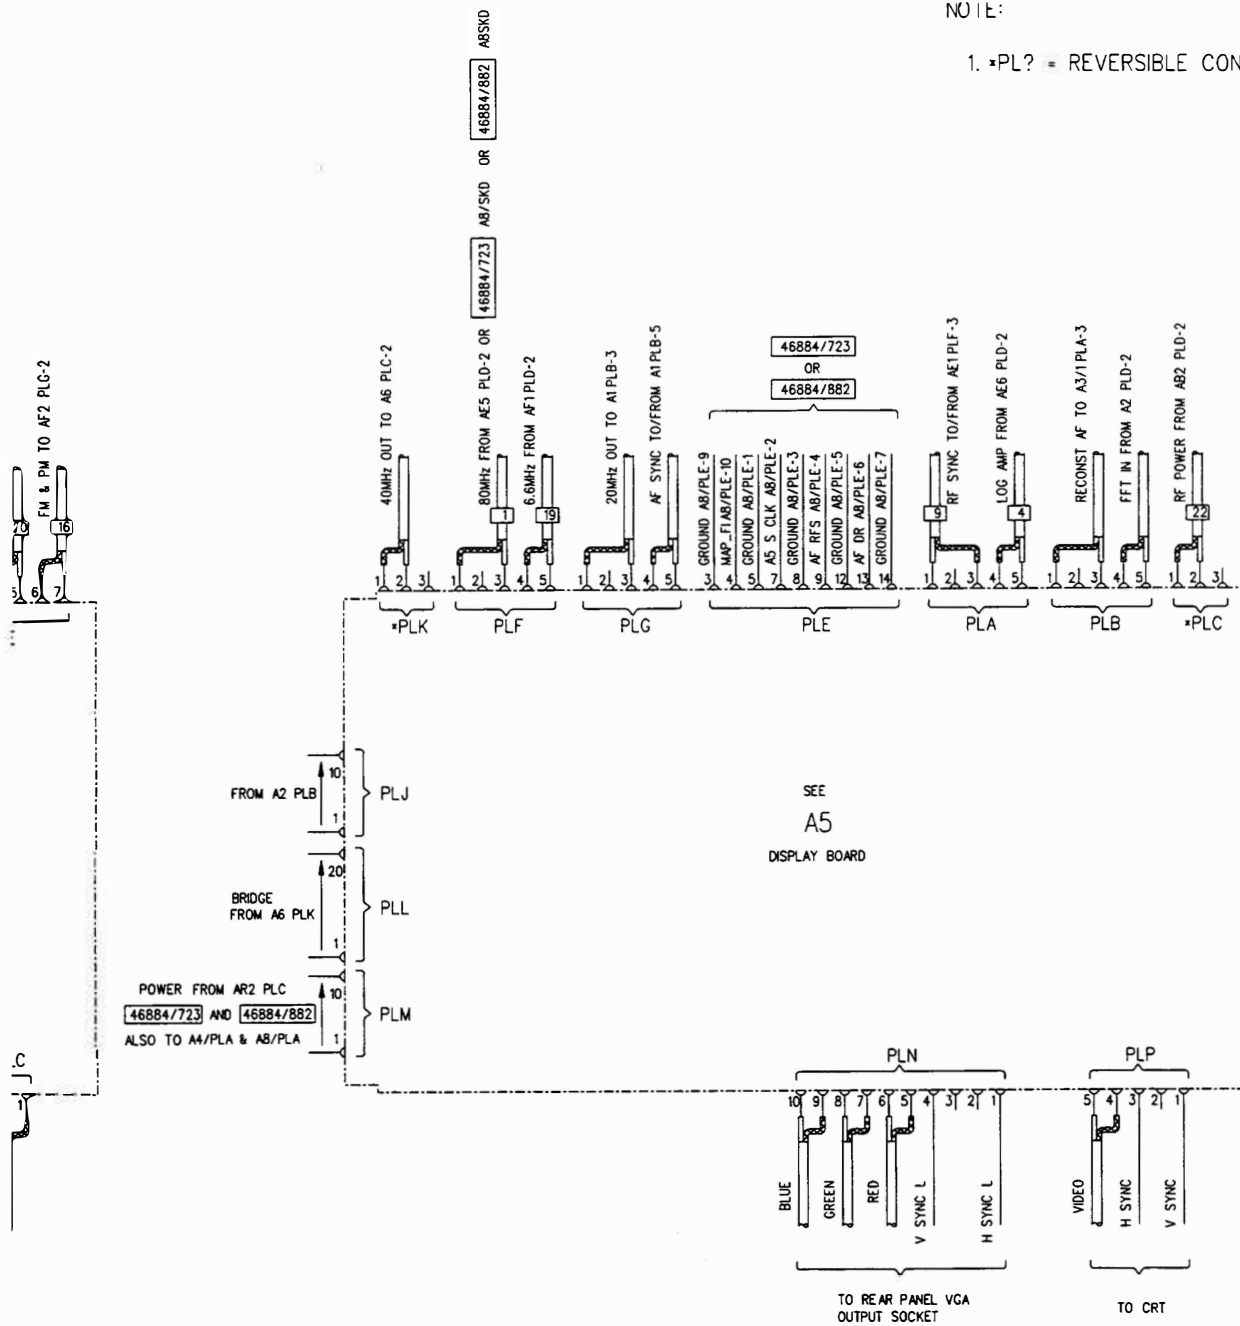 NOTE:
1. *PL? = REVERSIBLE CON
FM & PM TO AF2 PLG-2
20
16
5 6 7
40MHz OUT TO A6 PLC-2
80MHz FROM AE5 PLD-2 OR 46884/723 A8/SKD OR 46884/882 A8SKD
6.6MHz FROM AF1 PLD-2
20MHz OUT TO A1 PLB-3
AF SYNC TO/FROM A1 PLB-5
46884/723
OR
46884/882
GROUND A8/PLE-9
MAP_F1 A8/PLE-10
GROUND A8/PLE-1
A5 S CLK A8/PLE-2
GROUND A8/PLE-3
AF RFS A8/PLE-4
GROUND A8/PLE-5
AF DR A8/PLE-6
GROUND A8/PLE-7
RF SYNC TO/FROM AE1 PLF-3
LOG AMP FROM AE6 PLD-2
RECONST AF TO A3/1 PLA-3
FFT IN FROM A2 PLD-2
RF POWER FROM AB2 PLD-2
1 19 9 4 22
1 2 3
1 2 3 4 5
1 2 3 4 5
3 4 5 7 8 9 12 13 14
1 2 3 4 5
1 2 3 4 5
1 2 3
*PLK PLF PLG PLE PLA PLB *PLC
FROM A2 PLB 10 1 PLJ
SEE
A5
DISPLAY BOARD
BRIDGE
FROM A6 PLK 20 1 PLL
POWER FROM AR2 PLC
46884/723 AND 46884/882
ALSO TO A4/PLA & A8/PLA
10 1 PLM
.C
1
PLN PLP
10 9 8 7 6 5 4 3 2 1
5 4 3 2 1
BLUE
GREEN
RED
V SYNC L
H SYNC L
VIDEO
H SYNC
V SYNC
TO REAR PANEL VGA
OUTPUT SOCKET
TO CRT